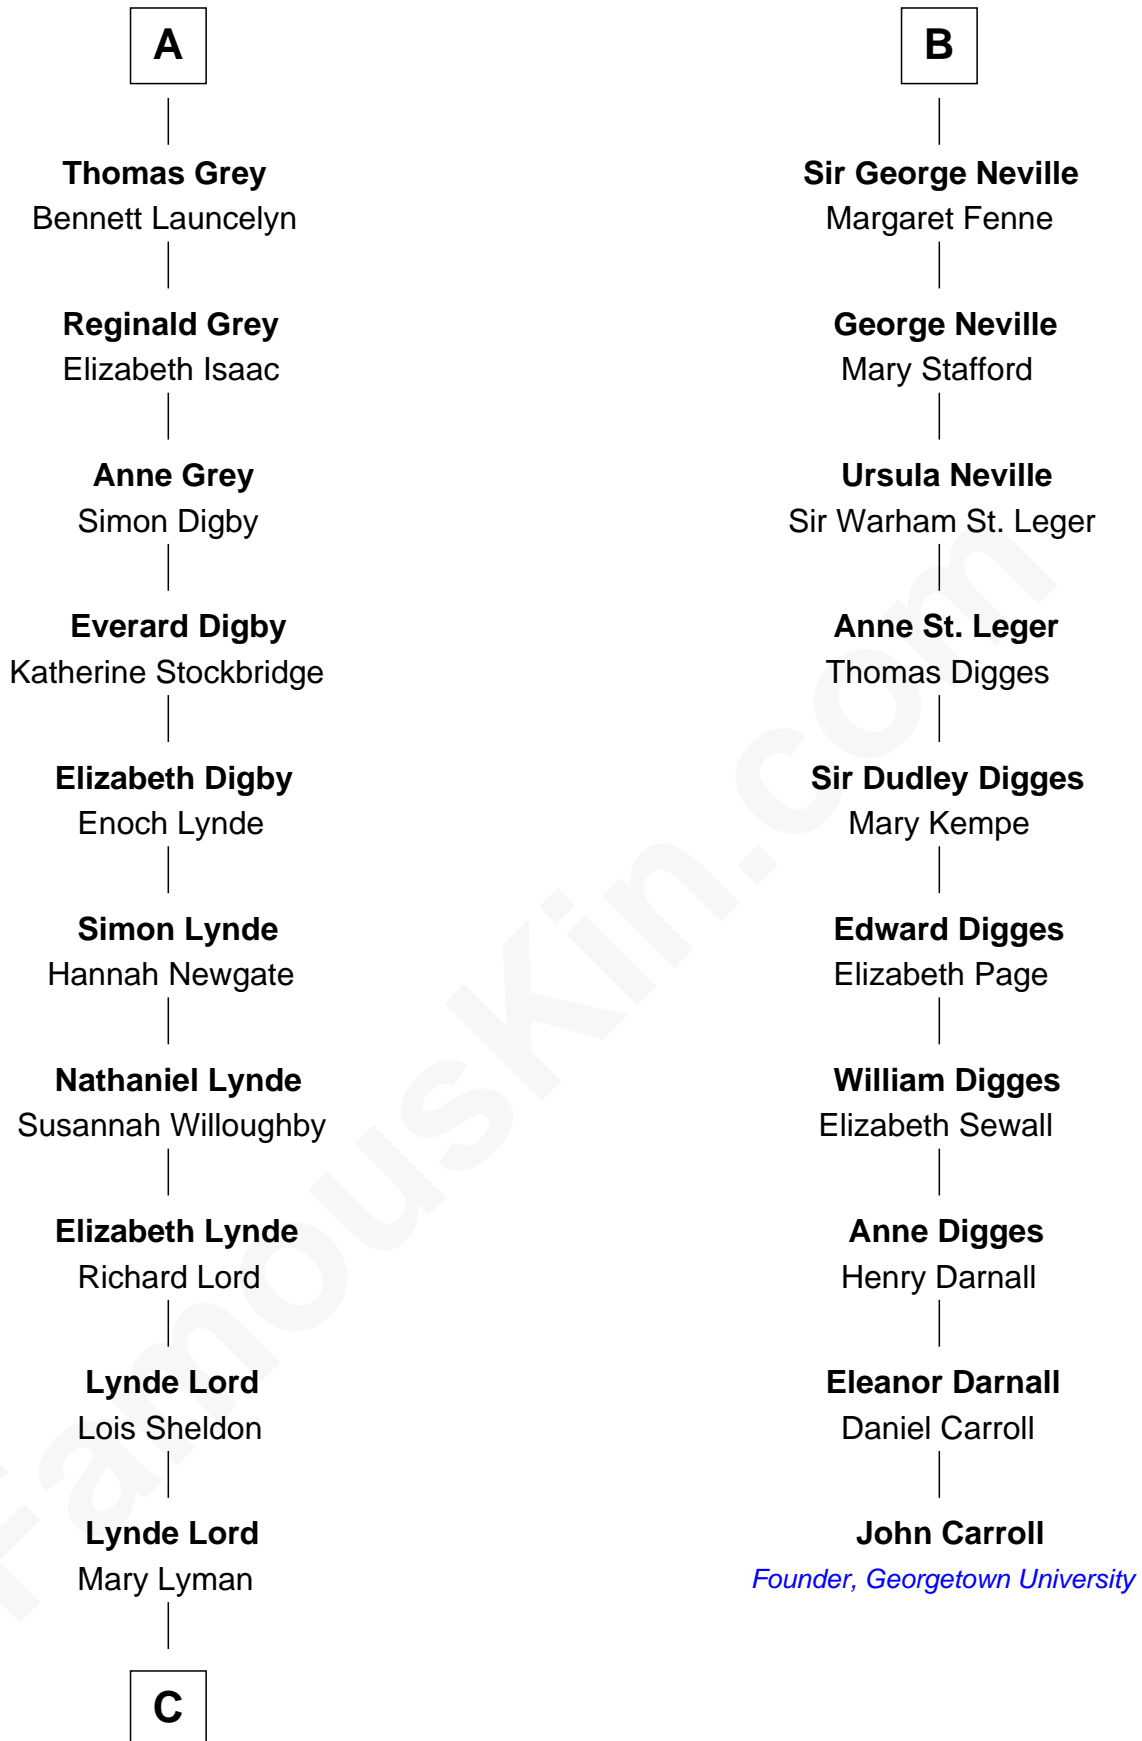 A
Thomas Grey
Bennett Launcelyn
Reginald Grey
Elizabeth Isaac
Anne Grey
Simon Digby
Everard Digby
Katherine Stockbridge
Elizabeth Digby
Enoch Lynde
Simon Lynde
Hannah Newgate
Nathaniel Lynde
Susannah Willoughby
Elizabeth Lynde
Richard Lord
Lynde Lord
Lois Sheldon
Lynde Lord
Mary Lyman
C
B
Sir George Neville
Margaret Fenne
George Neville
Mary Stafford
Ursula Neville
Sir Warham St. Leger
Anne St. Leger
Thomas Digges
Sir Dudley Digges
Mary Kempe
Edward Digges
Elizabeth Page
William Digges
Elizabeth Sewall
Anne Digges
Henry Darnall
Eleanor Darnall
Daniel Carroll
John Carroll
Founder, Georgetown University
FamousKin.com